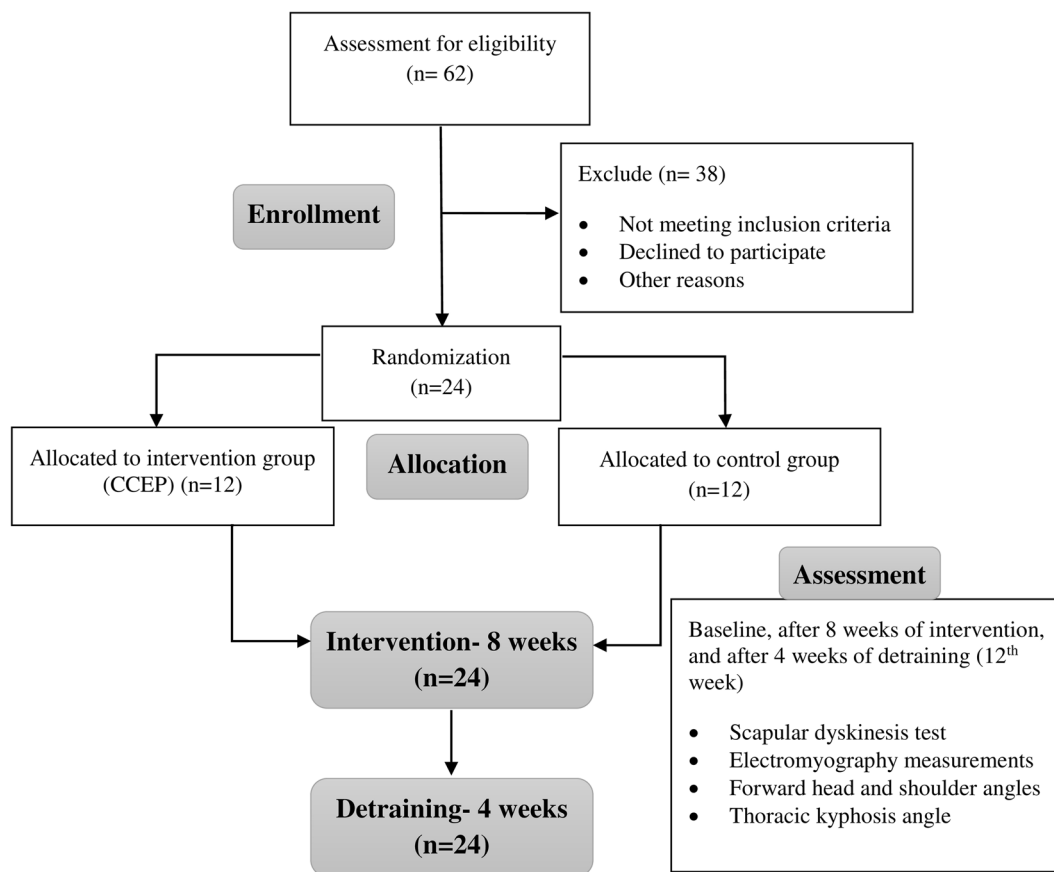 Assessment for eligibility
(n= 62)
Enrollment
Exclude (n= 38)
• Not meeting inclusion criteria
• Declined to participate
• Other reasons
Randomization
(n=24)
Allocated to intervention group
(CCEP) (n=12)
Allocation
Allocated to control group
(n=12)
Assessment
Intervention- 8 weeks
(n=24)
Baseline, after 8 weeks of intervention,
and after 4 weeks of detraining (12th
week)
• Scapular dyskinesis test
• Electromyography measurements
• Forward head and shoulder angles
• Thoracic kyphosis angle
Detraining- 4 weeks
(n=24)